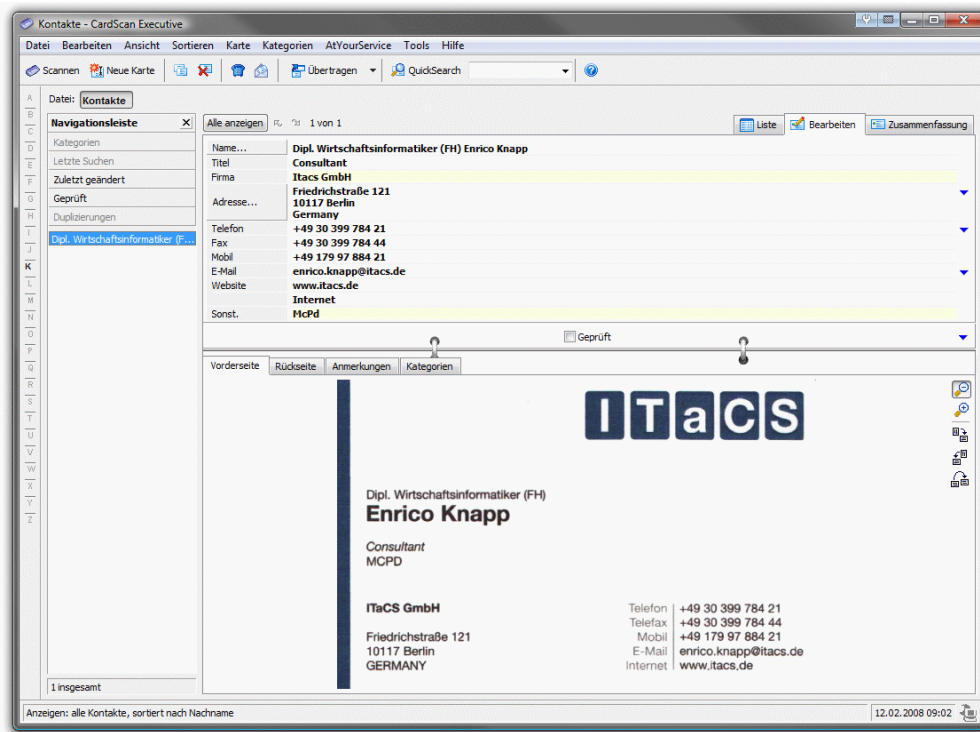 Kontakte - CardScan Executive
Datei Bearbeiten Ansicht Sortieren Karte Kategorien AtYourService Tools Hilfe
Scannen Neue Karte Übertragen QuickSearch
Datei: Kontakte
A
B
C
D
E
F
G
H
I
J
K
L
M
N
O
P
Q
R
S
T
U
V
W
X
Y
Z
Navigationsleiste
Kategorien
Letzte Suchen
Zuletzt geändert
Geprüft
Duplizierungen
Dipl. Wirtschaftsinformatiker (F...
1 insgesamt
Alle anzeigen 1 von 1 Liste Bearbeiten Zusammenfassung
Name... Dipl. Wirtschaftsinformatiker (FH) Enrico Knapp
Titel Consultant
Firma Itacs GmbH
Adresse... Friedrichstraße 121
10117 Berlin
Germany
Telefon +49 30 399 784 21
Fax +49 30 399 784 44
Mobil +49 179 97 884 21
E-Mail enrico.knapp@itacs.de
Website www.itacs.de
Internet
Sonst. McPd
Geprüft
Vorderseite Rückseite Anmerkungen Kategorien
ITaCS
Dipl. Wirtschaftsinformatiker (FH)
Enrico Knapp
Consultant
MCPD
ITaCS GmbH
Friedrichstraße 121
10117 Berlin
GERMANY
Telefon +49 30 399 784 21
Telefax +49 30 399 784 44
Mobil +49 179 97 884 21
E-Mail enrico.knapp@itacs.de
Internet www.itacs.de
Anzeigen: alle Kontakte, sortiert nach Nachname 12.02.2008 09:02